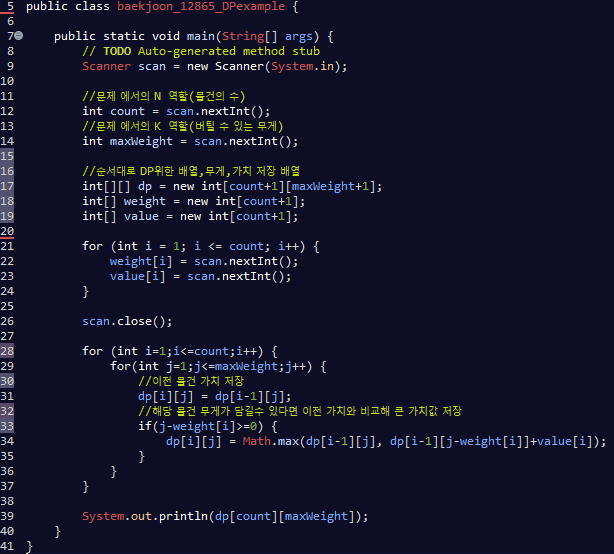 5 public class baekjoon_12865_DPexample {
6
7 public static void main(String[] args) {
8 // TODO Auto-generated method stub
9 Scanner scan = new Scanner(System.in);
10
11 //문제 에서의 N 역할(물건의 수)
12 int count = scan.nextInt();
13 //문제 에서의 K 역할(버틸 수 있는 무게)
14 int maxWeight = scan.nextInt();
15
16 //순서대로 DP위한 배열,무게,가치 저장 배열
17 int[][] dp = new int[count+1][maxWeight+1];
18 int[] weight = new int[count+1];
19 int[] value = new int[count+1];
20
21 for (int i = 1; i <= count; i++) {
22 weight[i] = scan.nextInt();
23 value[i] = scan.nextInt();
24 }
25
26 scan.close();
27
28 for (int i=1;i<=count;i++) {
29 for(int j=1;j<=maxWeight;j++) {
30 //이전 물건 가치 저장
31 dp[i][j] = dp[i-1][j];
32 //해당 물건 무게가 담길수 있다면 이전 가치와 비교해 큰 가치값 저장
33 if(j-weight[i]>=0) {
34 dp[i][j] = Math.max(dp[i-1][j], dp[i-1][j-weight[i]]+value[i]);
35 }
36 }
37 }
38
39 System.out.println(dp[count][maxWeight]);
40 }
41 }